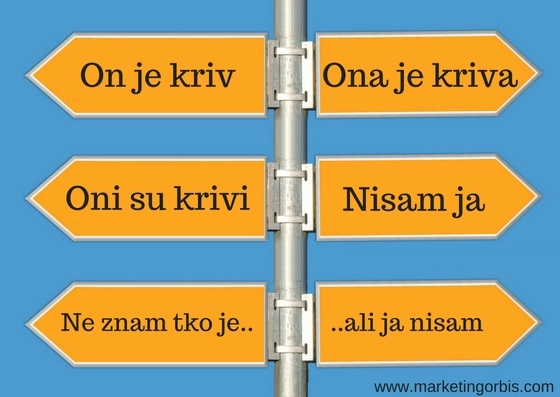 On je kriv
Ona je kriva
Oni su krivi
Nisam ja
Ne znam tko je..
..ali ja nisam
www.marketingorbis.com